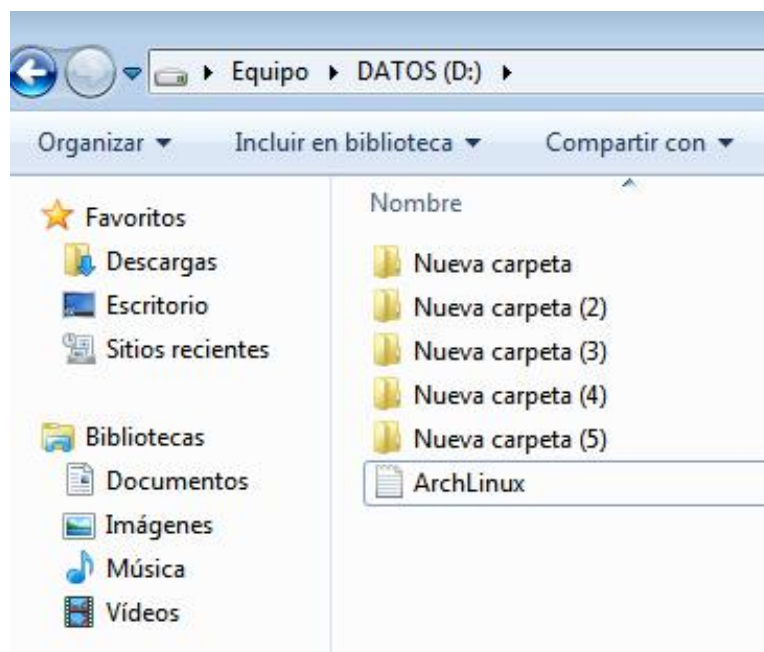 Equipo DATOS (D:)
Organizar Incluir en biblioteca Compartir con
Favoritos
Descargas
Escritorio
Sitios recientes
Bibliotecas
Documentos
Imágenes
Música
Vídeos
Nombre
Nueva carpeta
Nueva carpeta (2)
Nueva carpeta (3)
Nueva carpeta (4)
Nueva carpeta (5)
ArchLinux